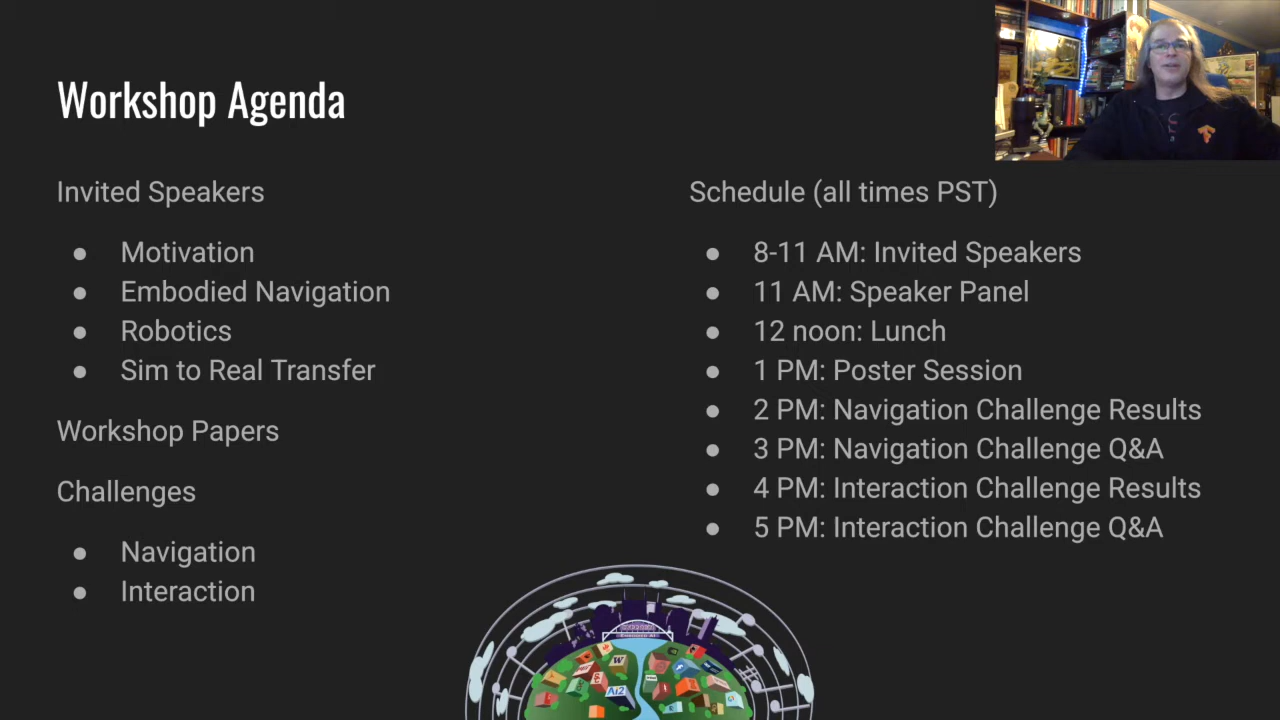 Workshop Agenda
Invited Speakers
Motivation
Embodied Navigation
Robotics
Sim to Real Transfer
Workshop Papers
Challenges
Navigation
Interaction
Schedule (all times PST)
8-11 AM: Invited Speakers
11 AM: Speaker Panel
12 noon: Lunch
1 PM: Poster Session
2 PM: Navigation Challenge Results
3 PM: Navigation Challenge Q&A
4 PM: Interaction Challenge Results
5 PM: Interaction Challenge Q&A
AI2